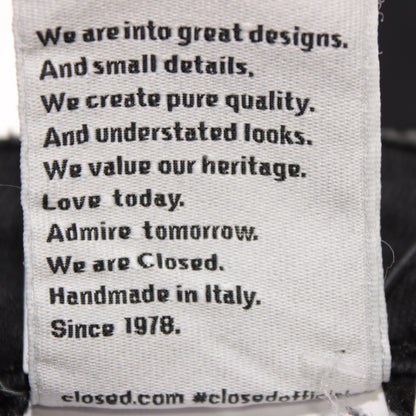 We are into great designs.
And small details.
We create pure quality.
And understated looks.
We value our heritage.
Love today.
Admire tomorrow.
We are Closed.
Handmade in Italy.
Since 1978.
closed.com #closedofficial